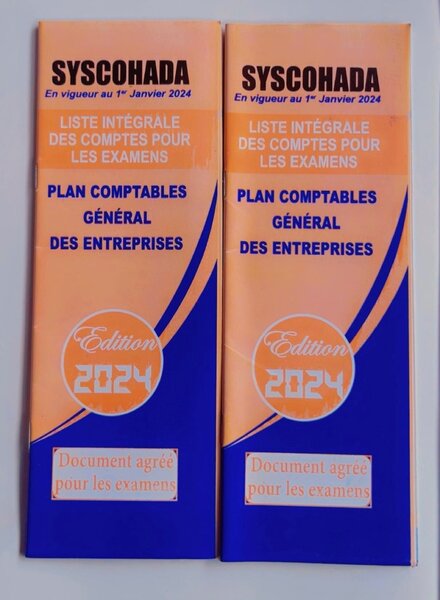 SYSCOHADA
En vigueur au 1er Janvier 2024
LISTE INTÉGRALE
DES COMPTES POUR
LES EXAMENS
PLAN COMPTABLES
GÉNÉRAL
DES ENTREPRISES
Edition
2024
Document agréé
pour les examens
SYSCOHADA
En vigueur au 1er Janvier 2024
LISTE INTÉGRALE
DES COMPTES POUR
LES EXAMENS
PLAN COMPTABLES
GÉNÉRAL
DES ENTREPRISES
Edition
2024
Document agréé
pour les examens